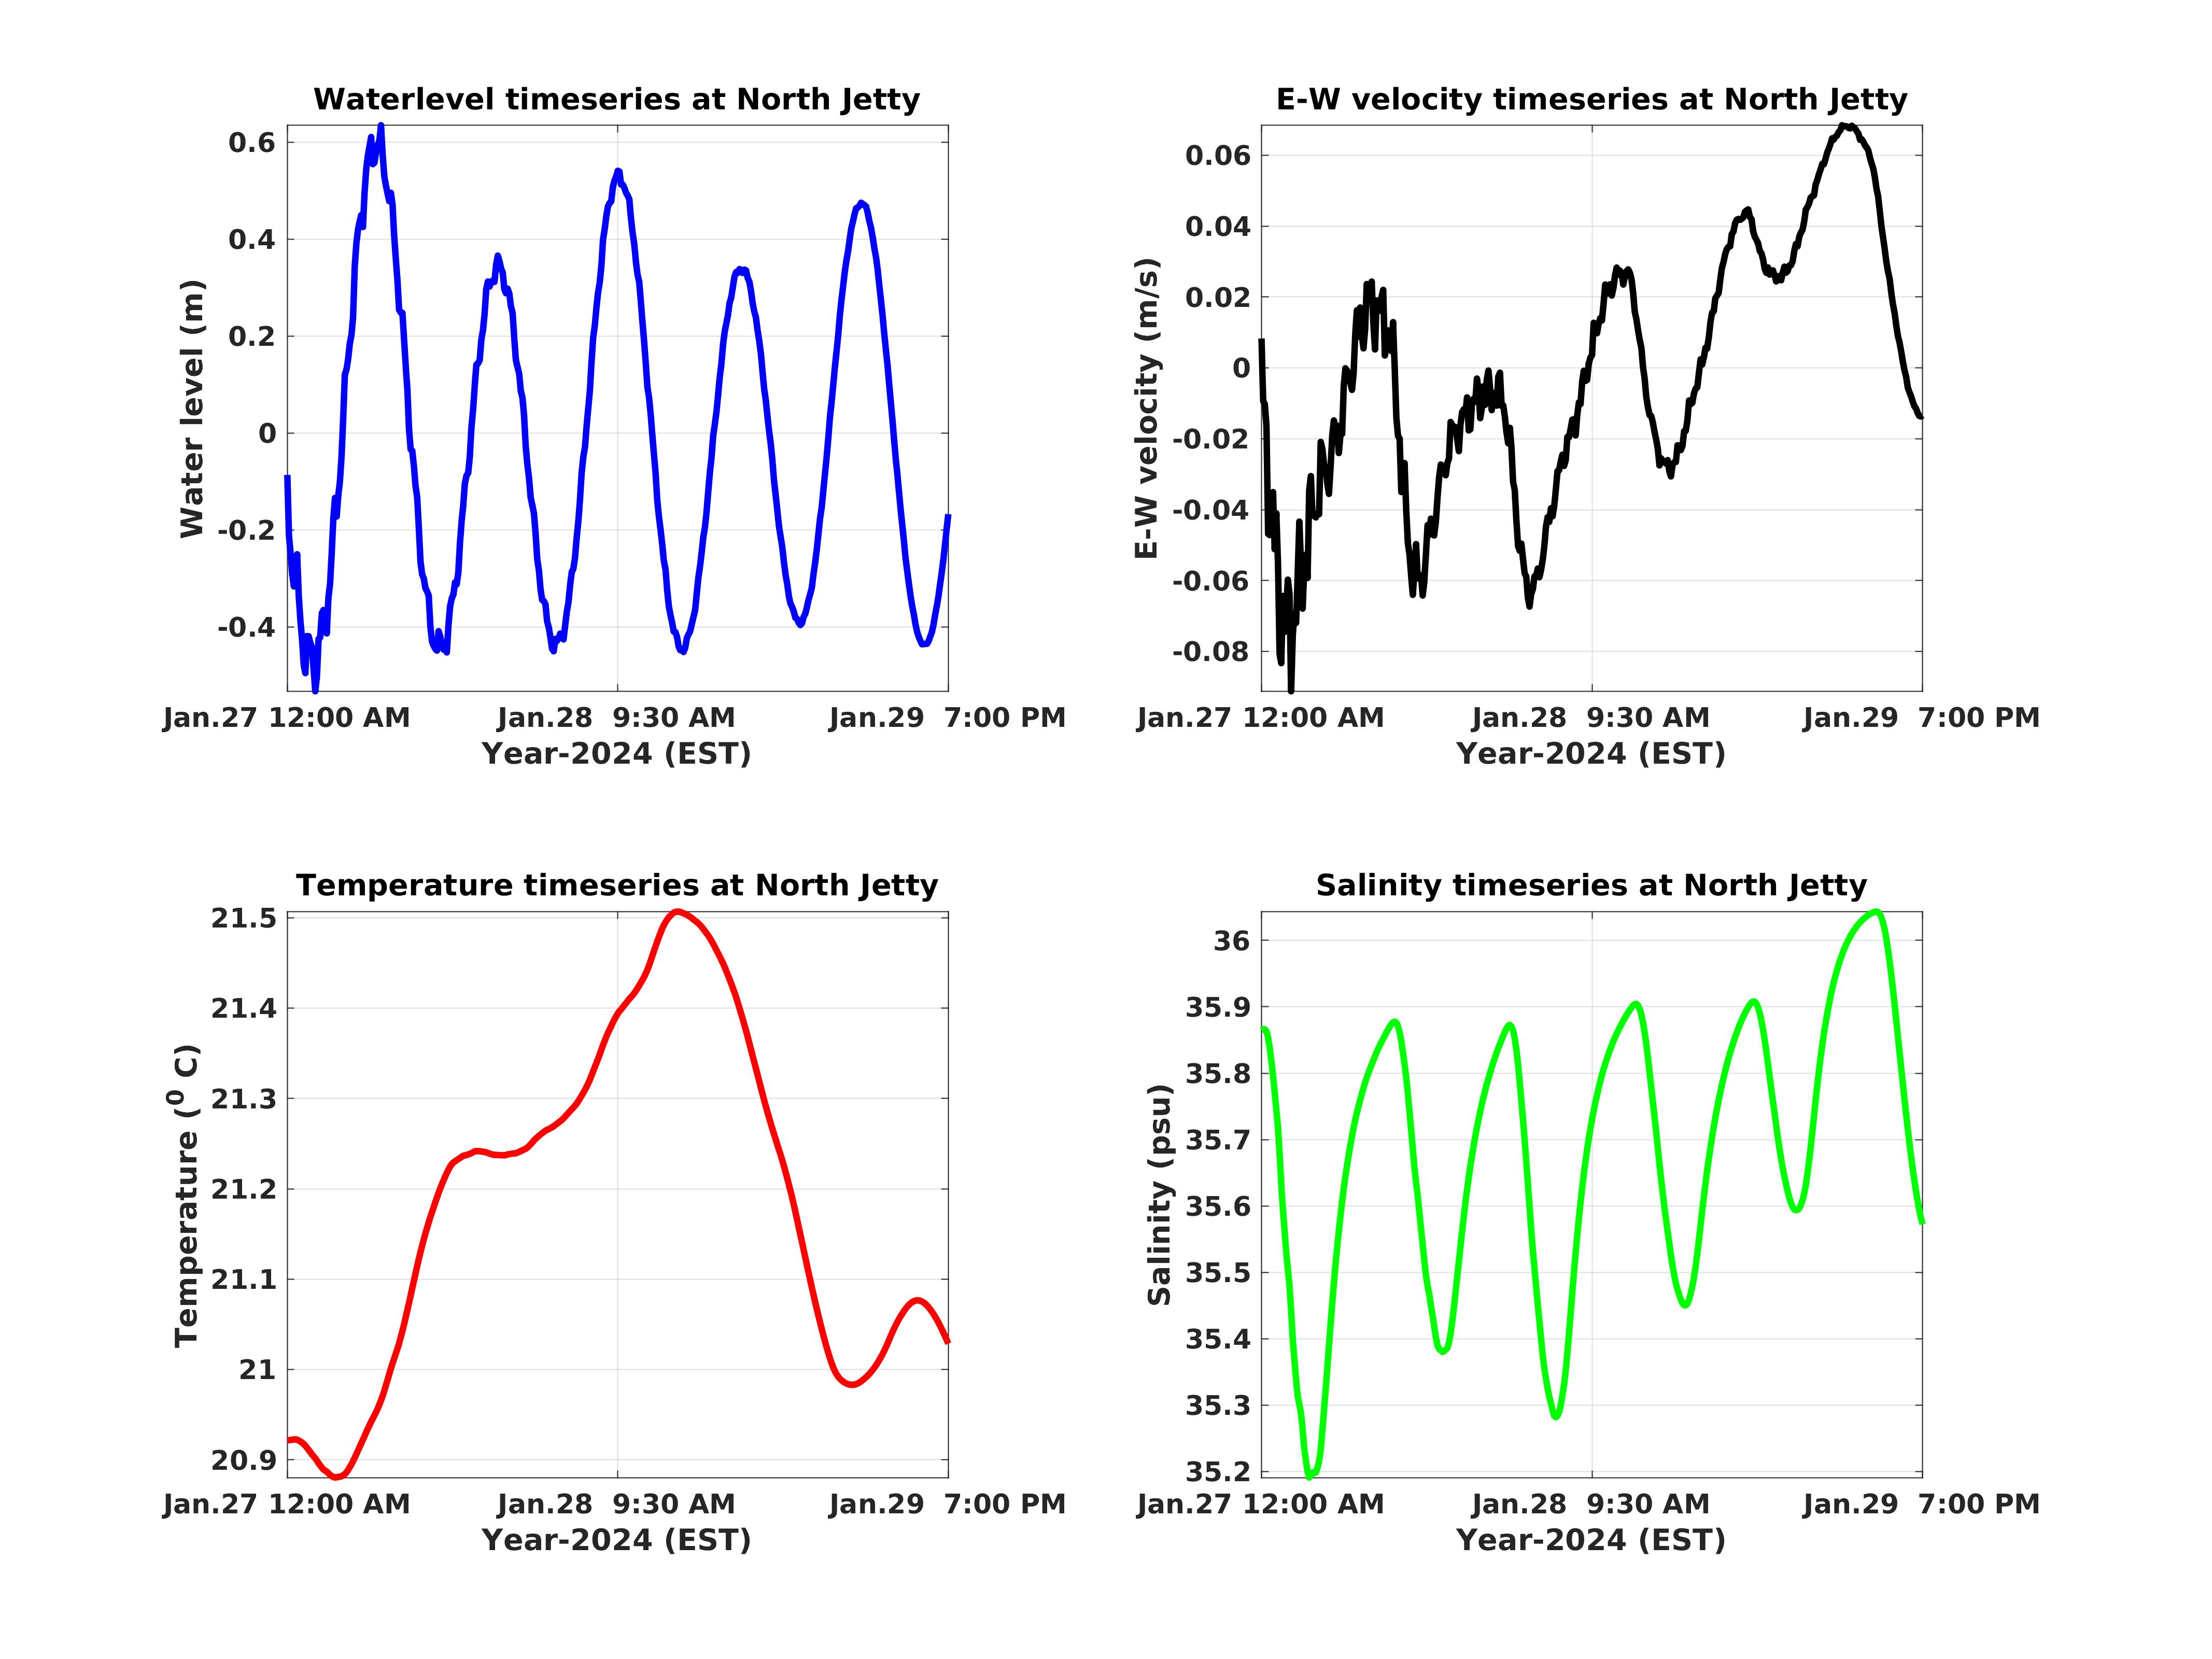 Waterlevel timeseries at North Jetty
0.6
0.4
0.2
0
-0.2
-0.4
Water level (m)
Jan.27 12:00 AM
Jan.28  9:30 AM
Jan.29  7:00 PM
Year-2024 (EST)
E-W velocity timeseries at North Jetty
0.06
0.04
0.02
0
-0.02
-0.04
-0.06
-0.08
E-W velocity (m/s)
Jan.27 12:00 AM
Jan.28  9:30 AM
Jan.29  7:00 PM
Year-2024 (EST)
Temperature timeseries at North Jetty
21.5
21.4
21.3
21.2
21.1
21
20.9
Temperature (⁰ C)
Jan.27 12:00 AM
Jan.28  9:30 AM
Jan.29  7:00 PM
Year-2024 (EST)
Salinity timeseries at North Jetty
36
35.9
35.8
35.7
35.6
35.5
35.4
35.3
35.2
Salinity (psu)
Jan.27 12:00 AM
Jan.28  9:30 AM
Jan.29  7:00 PM
Year-2024 (EST)